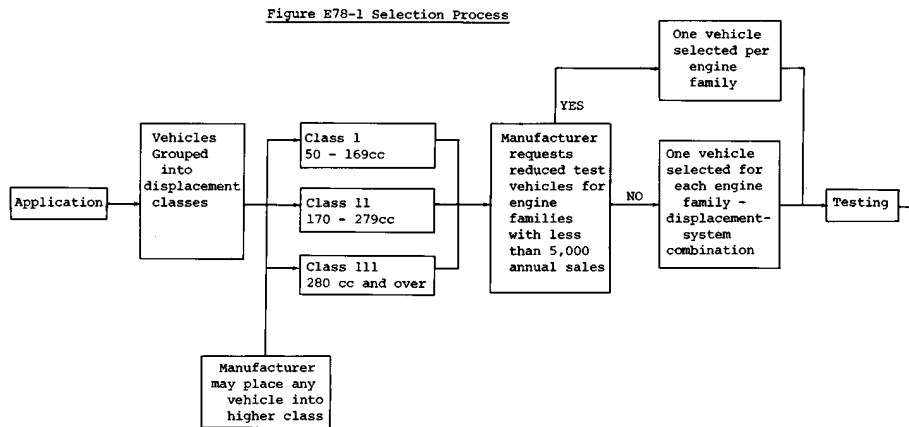 Figure E78-1 Selection Process
Application
Vehicles
Grouped
into
displacement
classes
Class l
50 - 169cc
Class ll
170 - 279cc
Class lll
280 cc and over
Manufacturer
may place any
vehicle into
higher class
Manufacturer
requests
reduced test
vehicles for
engine
families
with less
than 5,000
annual sales
YES
One vehicle
selected per
engine
family
NO
One vehicle
selected for
each engine
family -
displacement-
system
combination
Testing